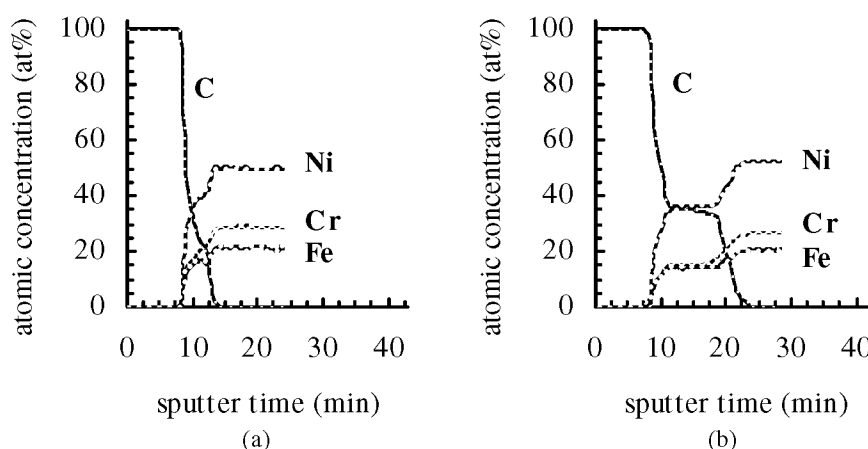 atomic concentration (at%)
100
80
60
40
20
0
C
Ni
Cr
Fe
0 10 20 30 40
sputter time (min)
(a)
atomic concentration (at%)
100
80
60
40
20
0
C
Ni
Cr
Fe
0 10 20 30 40
sputter time (min)
(b)